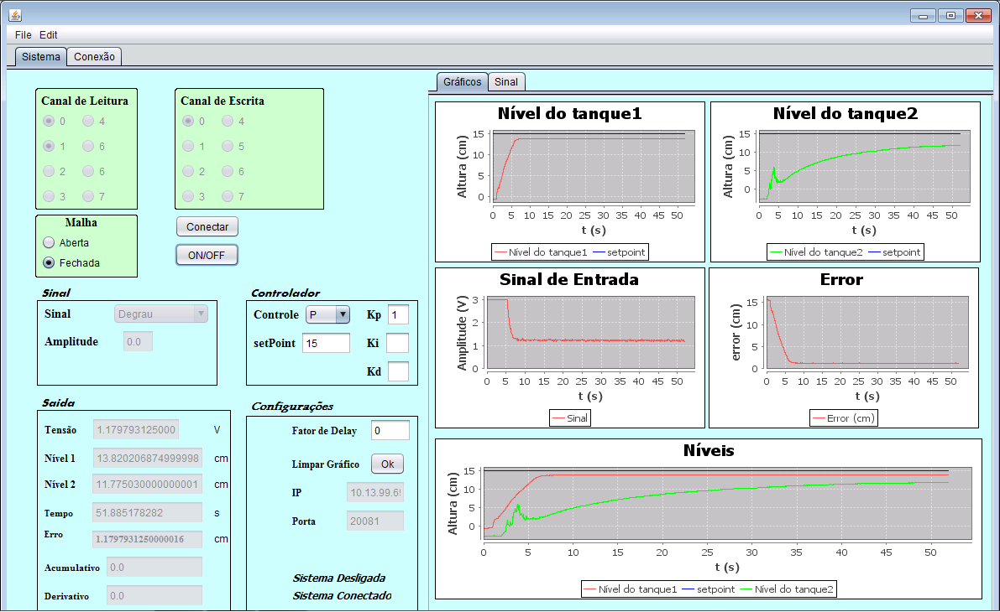 File Edit
Sistema Conexão
Canal de Leitura
0 4
1 6
2 6
3 7
Canal de Escrita
0 4
1 5
2 6
3 7
Malha
Aberta
Fechada
Conectar
ON/OFF
Sinal
Sinal Degrau
Amplitude 0.0
Controlador
Controle P Kp 1
setPoint 15 Ki
Kd
Saida
Tensão 1.179793125000 V
Nível 1 13.820206874999998 cm
Nível 2 11.775030000000001 cm
Tempo 51.885178282 s
Erro 1.1797931250000016 cm
Acumulativo 0.0
Derivativo 0.0
Configurações
Fator de Delay 0
Limpar Gráfico Ok
IP 10.13.99.6
Porta 20081
Sistema Desligada
Sistema Conectado
Gráficos Sinal
Nível do tanque1
Altura (cm)
15
10
5
0
0 5 10 15 20 25 30 35 40 45 50
t (s)
Nível do tanque1 setpoint
Nível do tanque2
Altura (cm)
15
10
5
0
0 5 10 15 20 25 30 35 40 45 50
t (s)
Nível do tanque2 setpoint
Sinal de Entrada
Amplitude (V)
3
2
1
0
0 5 10 15 20 25 30 35 40 45 50
t (s)
Sinal
Error
error (cm)
15
10
5
0
0 5 10 15 20 25 30 35 40 45 50
t (s)
Error (cm)
Níveis
Altura (cm)
15
10
5
0
0 5 10 15 20 25 30 35 40 45 50
t (s)
Nível do tanque1 setpoint Nível do tanque2